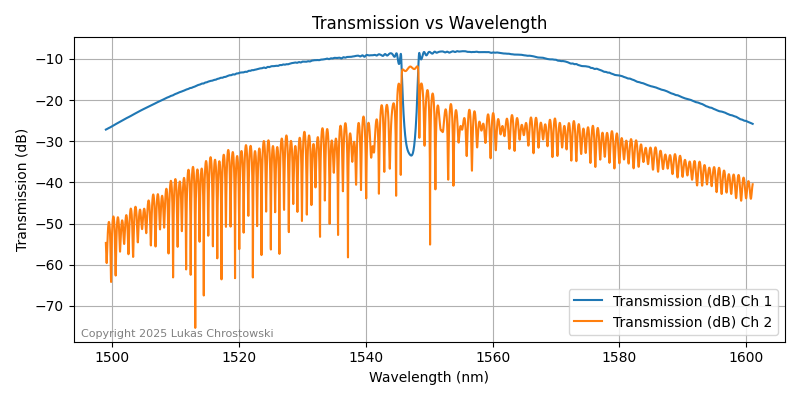 Transmission vs Wavelength
Transmission (dB)
−10
−20
−30
−40
−50
−60
−70
Transmission (dB) Ch 1
Transmission (dB) Ch 2
Copyright 2025 Lukas Chrostowski
1500
1520
1540
1560
1580
1600
Wavelength (nm)